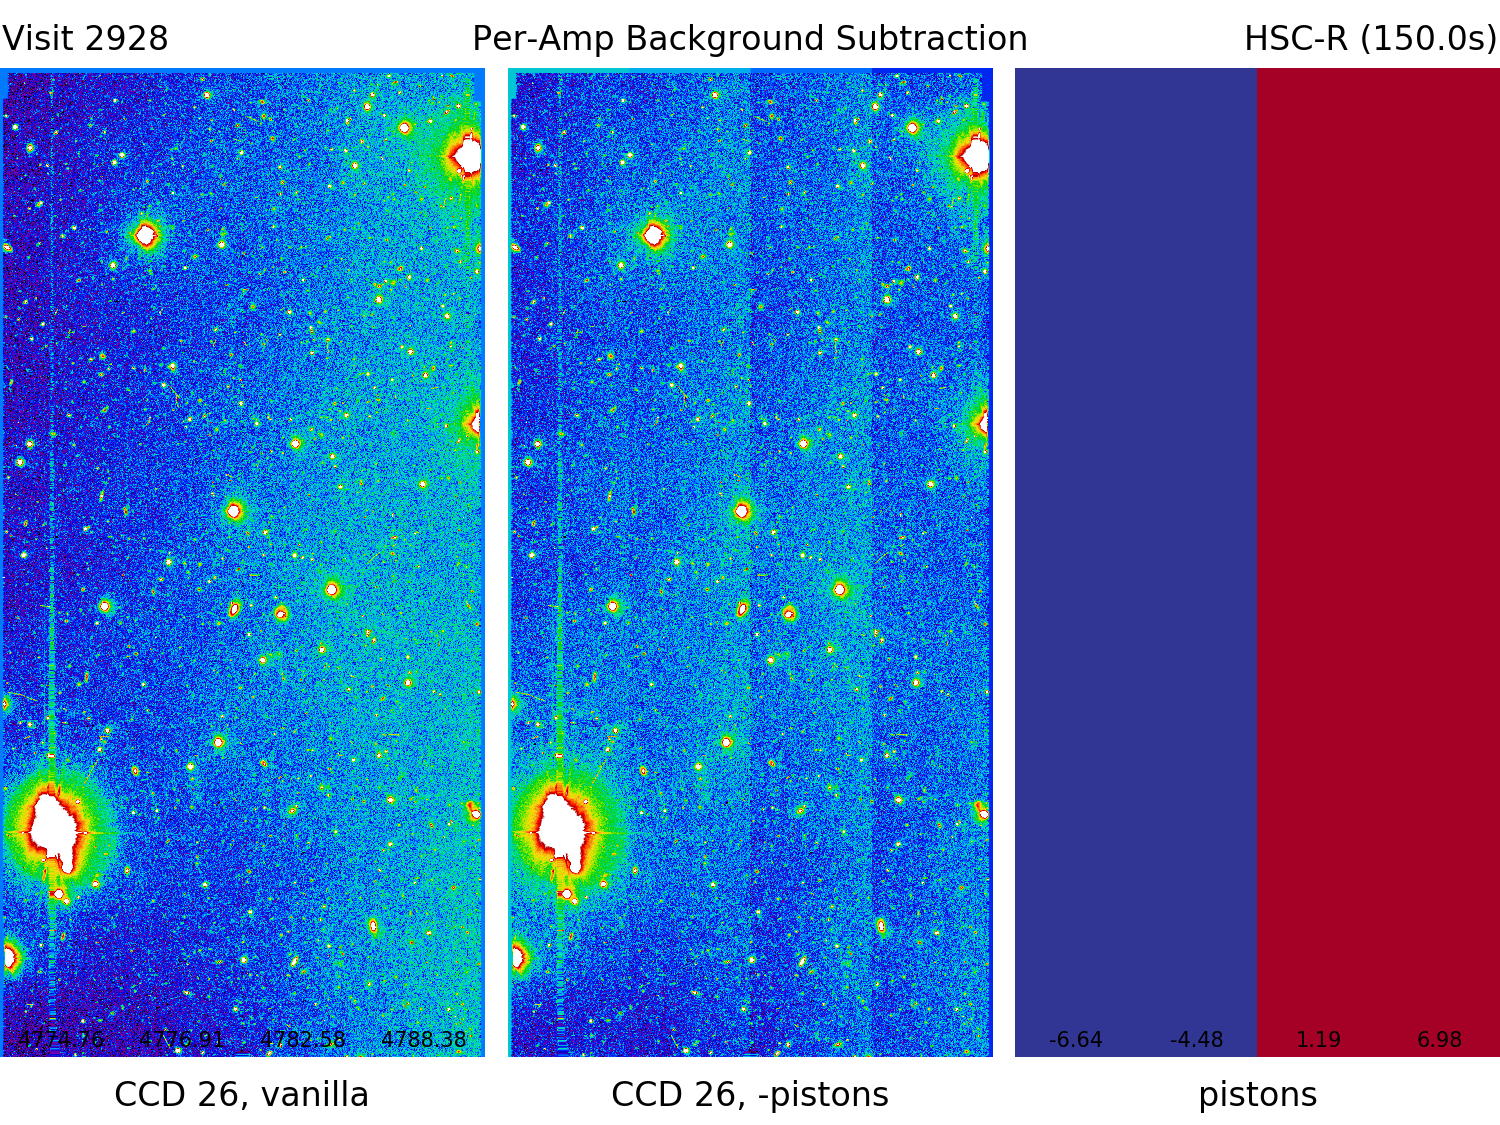 Visit 2928 Per-Amp Background Subtraction HSC-R (150.0s)
4774.76 4776.91 4782.58 4788.38 -6.64 -4.48 1.19 6.98
CCD 26, vanilla CCD 26, -pistons pistons